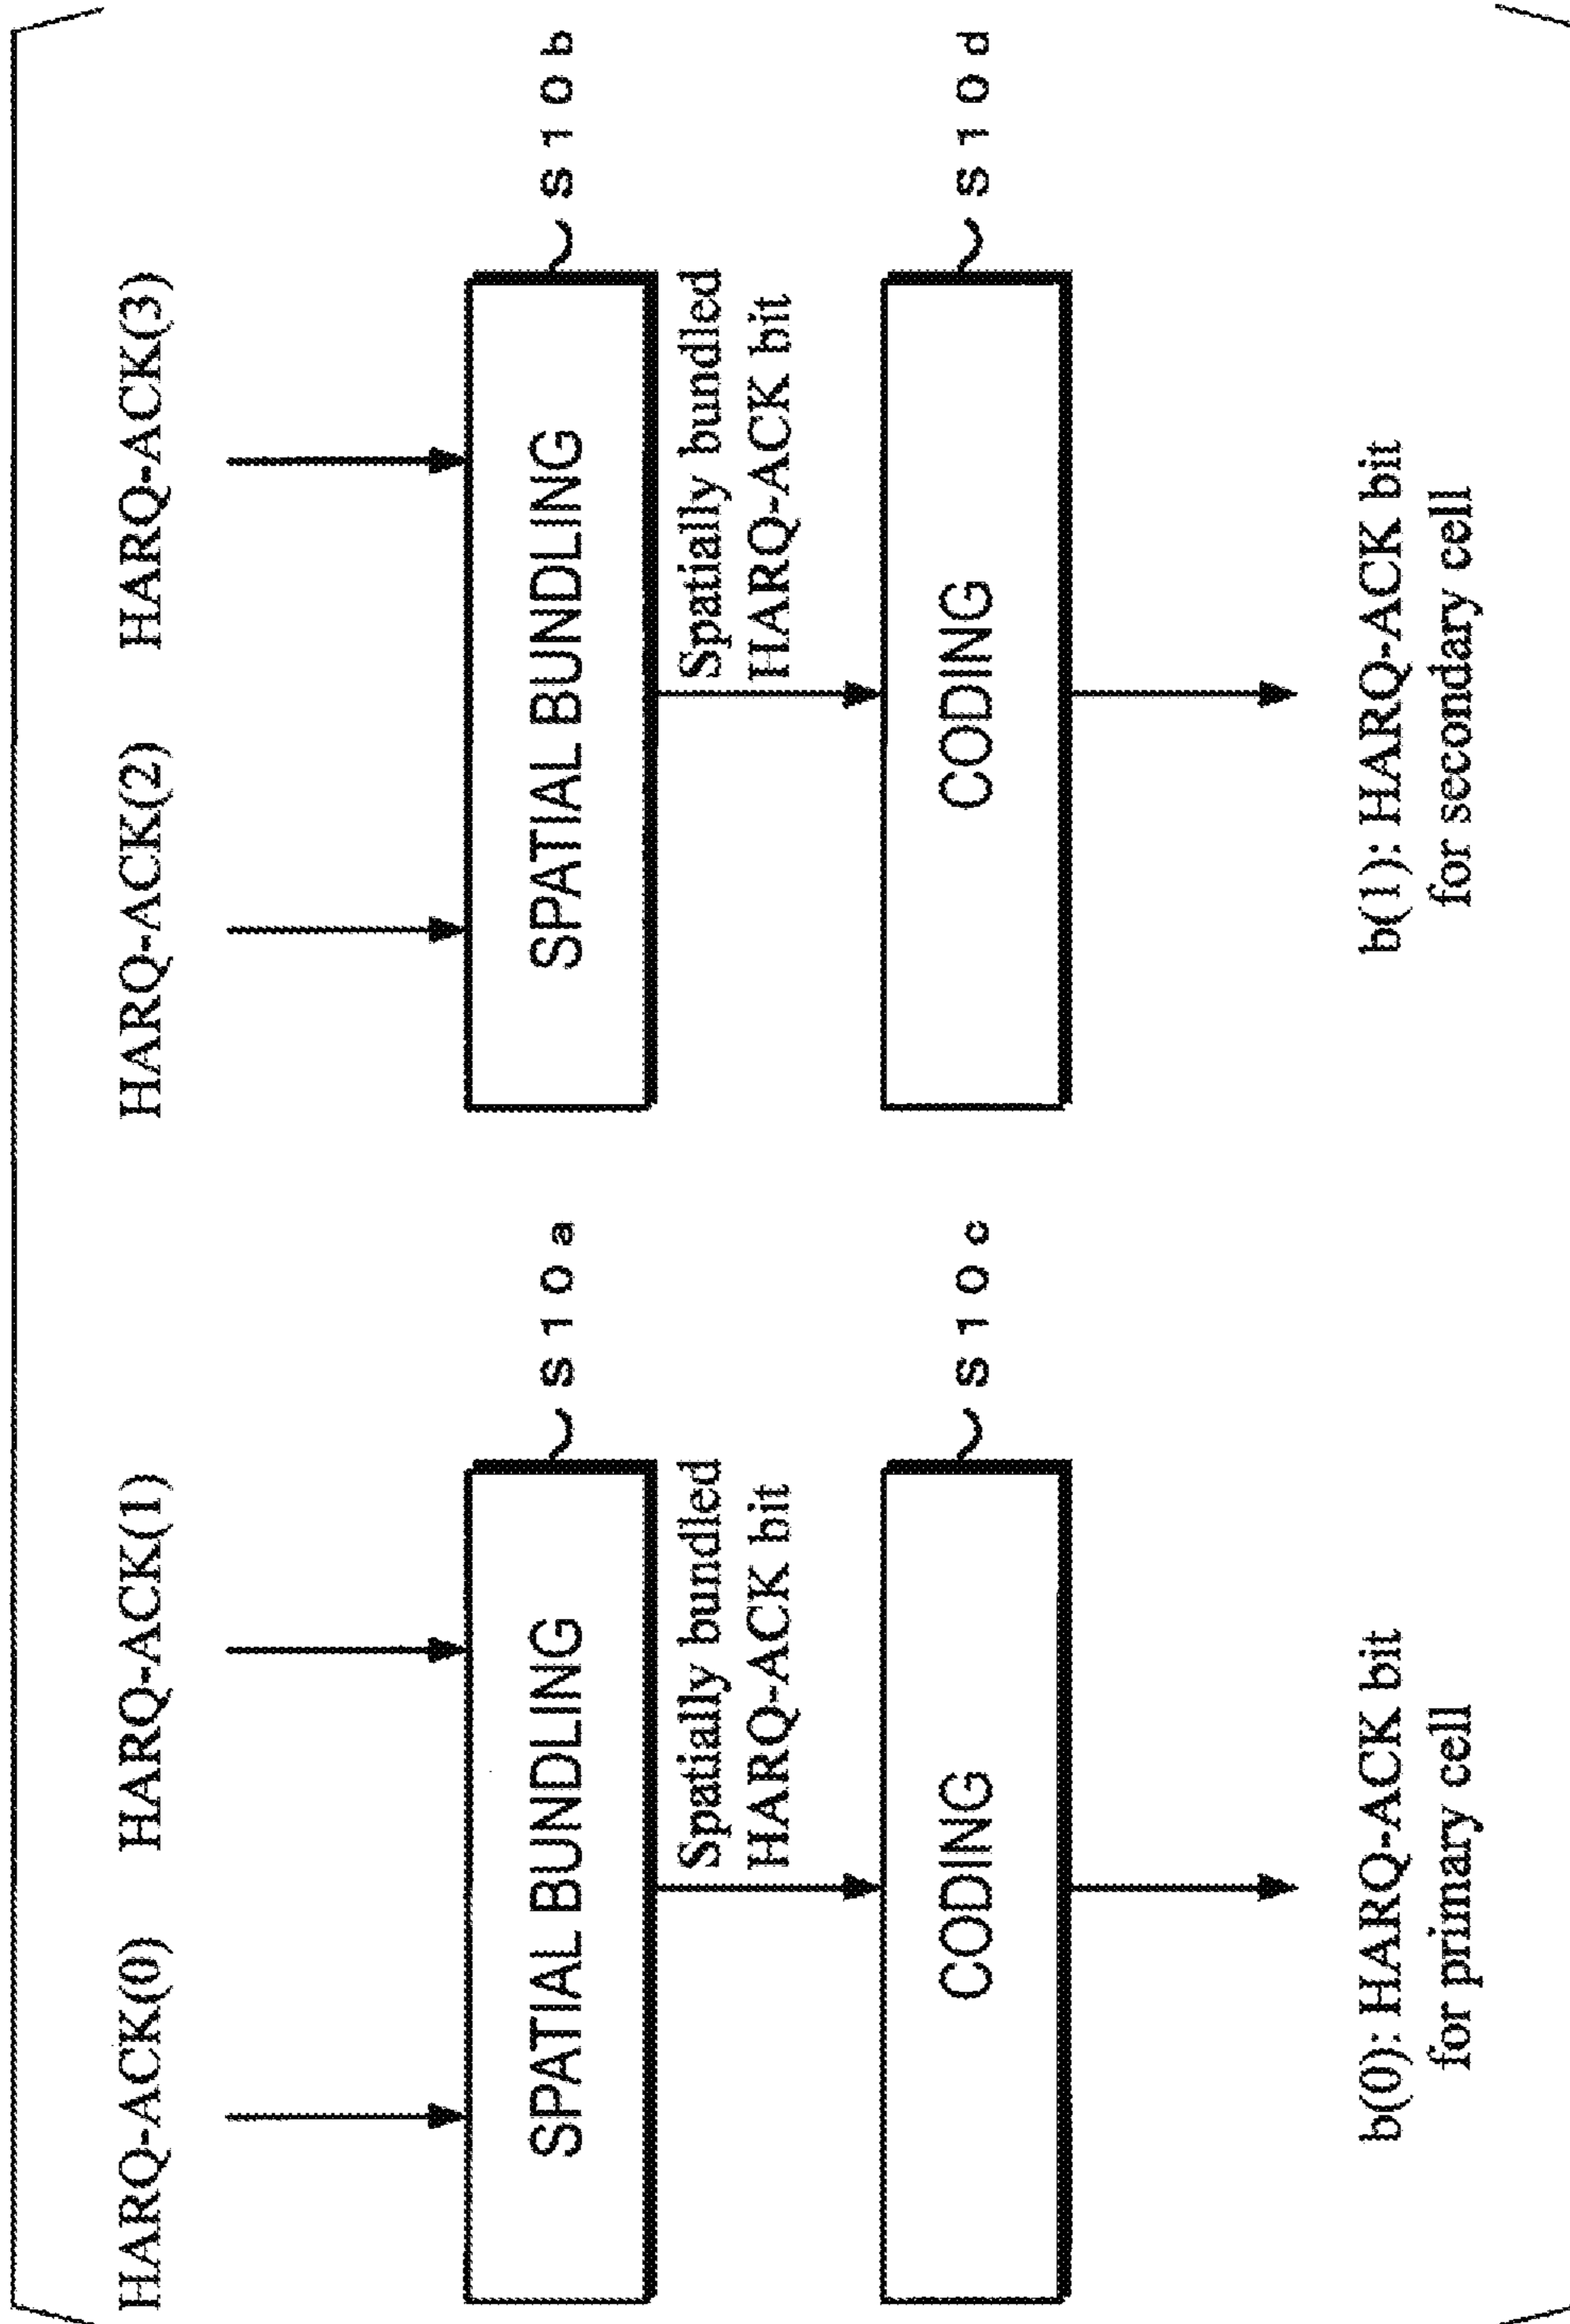 HARQ-ACK(0) HARQ-ACK(1)
SPATIAL BUNDLING
S10a
Spatially bundled
HARQ-ACK bit
CODING
S10c
b(0): HARQ-ACK bit
for primary cell
HARQ-ACK(2) HARQ-ACK(3)
SPATIAL BUNDLING
S10b
Spatially bundled
HARQ-ACK bit
CODING
S10d
b(1): HARQ-ACK bit
for secondary cell